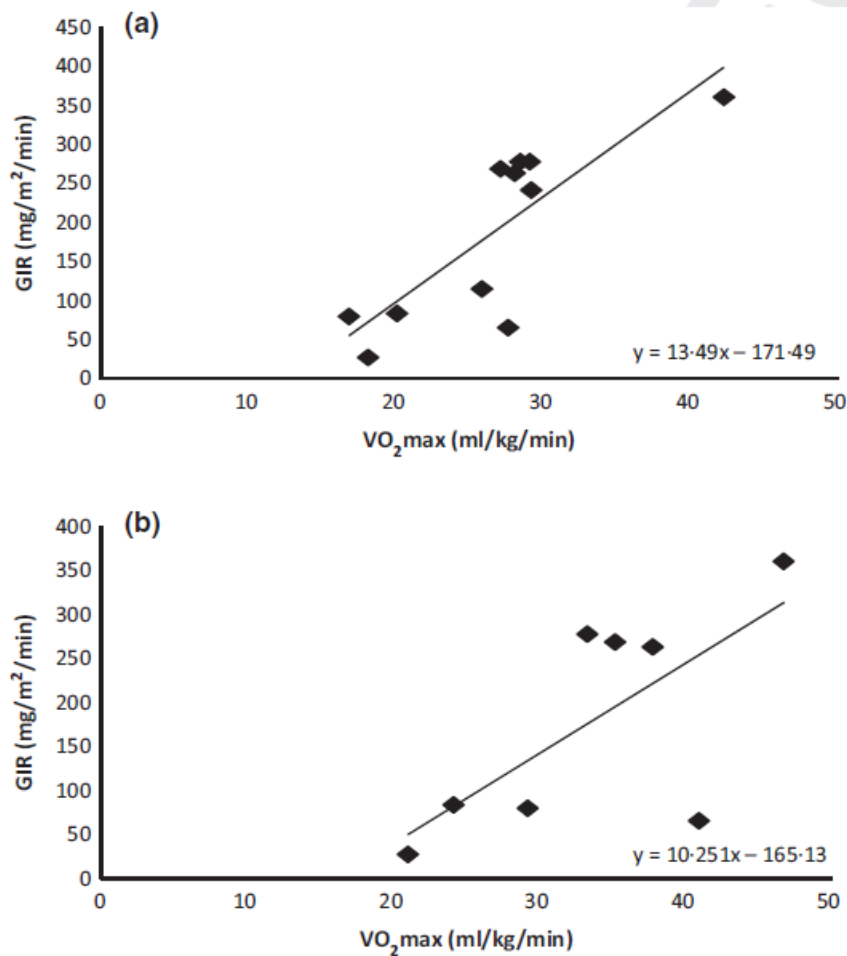 (a)
450
400
350
300
250
200
150
100
50
0
GIR (mg/m²/min)
y = 13·49x – 171·49
0 10 20 30 40 50
VO₂max (ml/kg/min)
(b)
400
350
300
250
200
150
100
50
0
GIR (mg/m²/min)
y = 10·251x – 165·13
0 10 20 30 40 50
VO₂max (ml/kg/min)